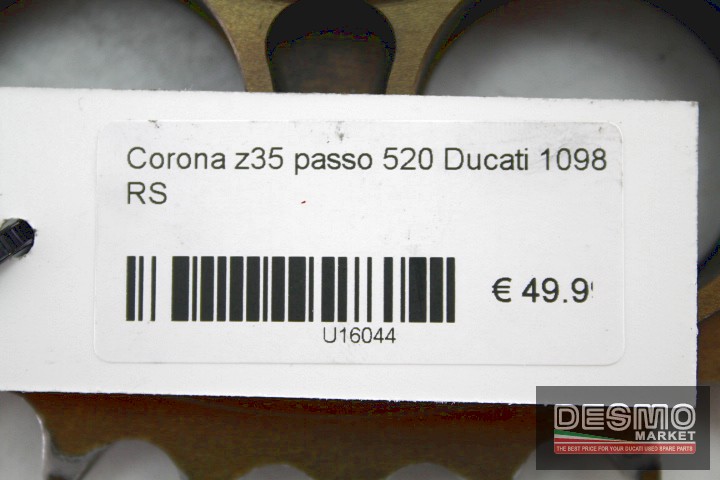 Corona z35 passo 520 Ducati 1098
RS
€ 49.9
U16044
DESMO
MARKET
THE BEST PRICE FOR YOUR DUCATI USED SPARE PARTS